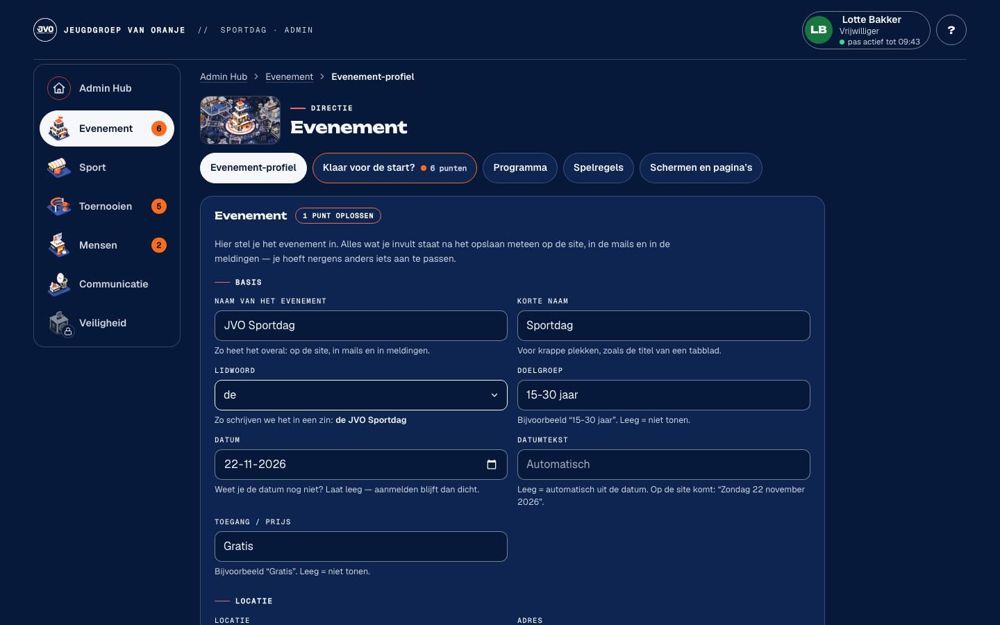 JVO JEUGDGROEP VAN ORANJE // SPORTDAG · ADMIN
LB
Lotte Bakker
Vrijwilliger
pas actief tot 09:43
?
Admin Hub
Evenement 6
Sport
Toernooien 5
Mensen 2
Communicatie
Veiligheid
Admin Hub > Evenement > Evenement-profiel
DIRECTIE
Evenement
Evenement-profiel
Klaar voor de start? 6 punten
Programma
Spelregels
Schermen en pagina's
Evenement 1 PUNT OPLOSSEN
Hier stel je het evenement in. Alles wat je invult staat na het opslaan meteen op de site, in de mails en in de
meldingen — je hoeft nergens anders iets aan te passen.
BASIS
NAAM VAN HET EVENEMENT
JVO Sportdag
Zo heet het overal: op de site, in mails en in meldingen.
KORTE NAAM
Sportdag
Voor krappe plekken, zoals de titel van een tabblad.
LIDWOORD
de
Zo schrijven we het in een zin: de JVO Sportdag
DOELGROEP
15-30 jaar
Bijvoorbeeld “15-30 jaar”. Leeg = niet tonen.
DATUM
22-11-2026
Weet je de datum nog niet? Laat leeg — aanmelden blijft dan dicht.
DATUMTEKST
Automatisch
Leeg = automatisch uit de datum. Op de site komt: “Zondag 22 november
2026”.
TOEGANG / PRIJS
Gratis
Bijvoorbeeld “Gratis”. Leeg = niet tonen.
LOCATIE
LOCATIE
ADRES